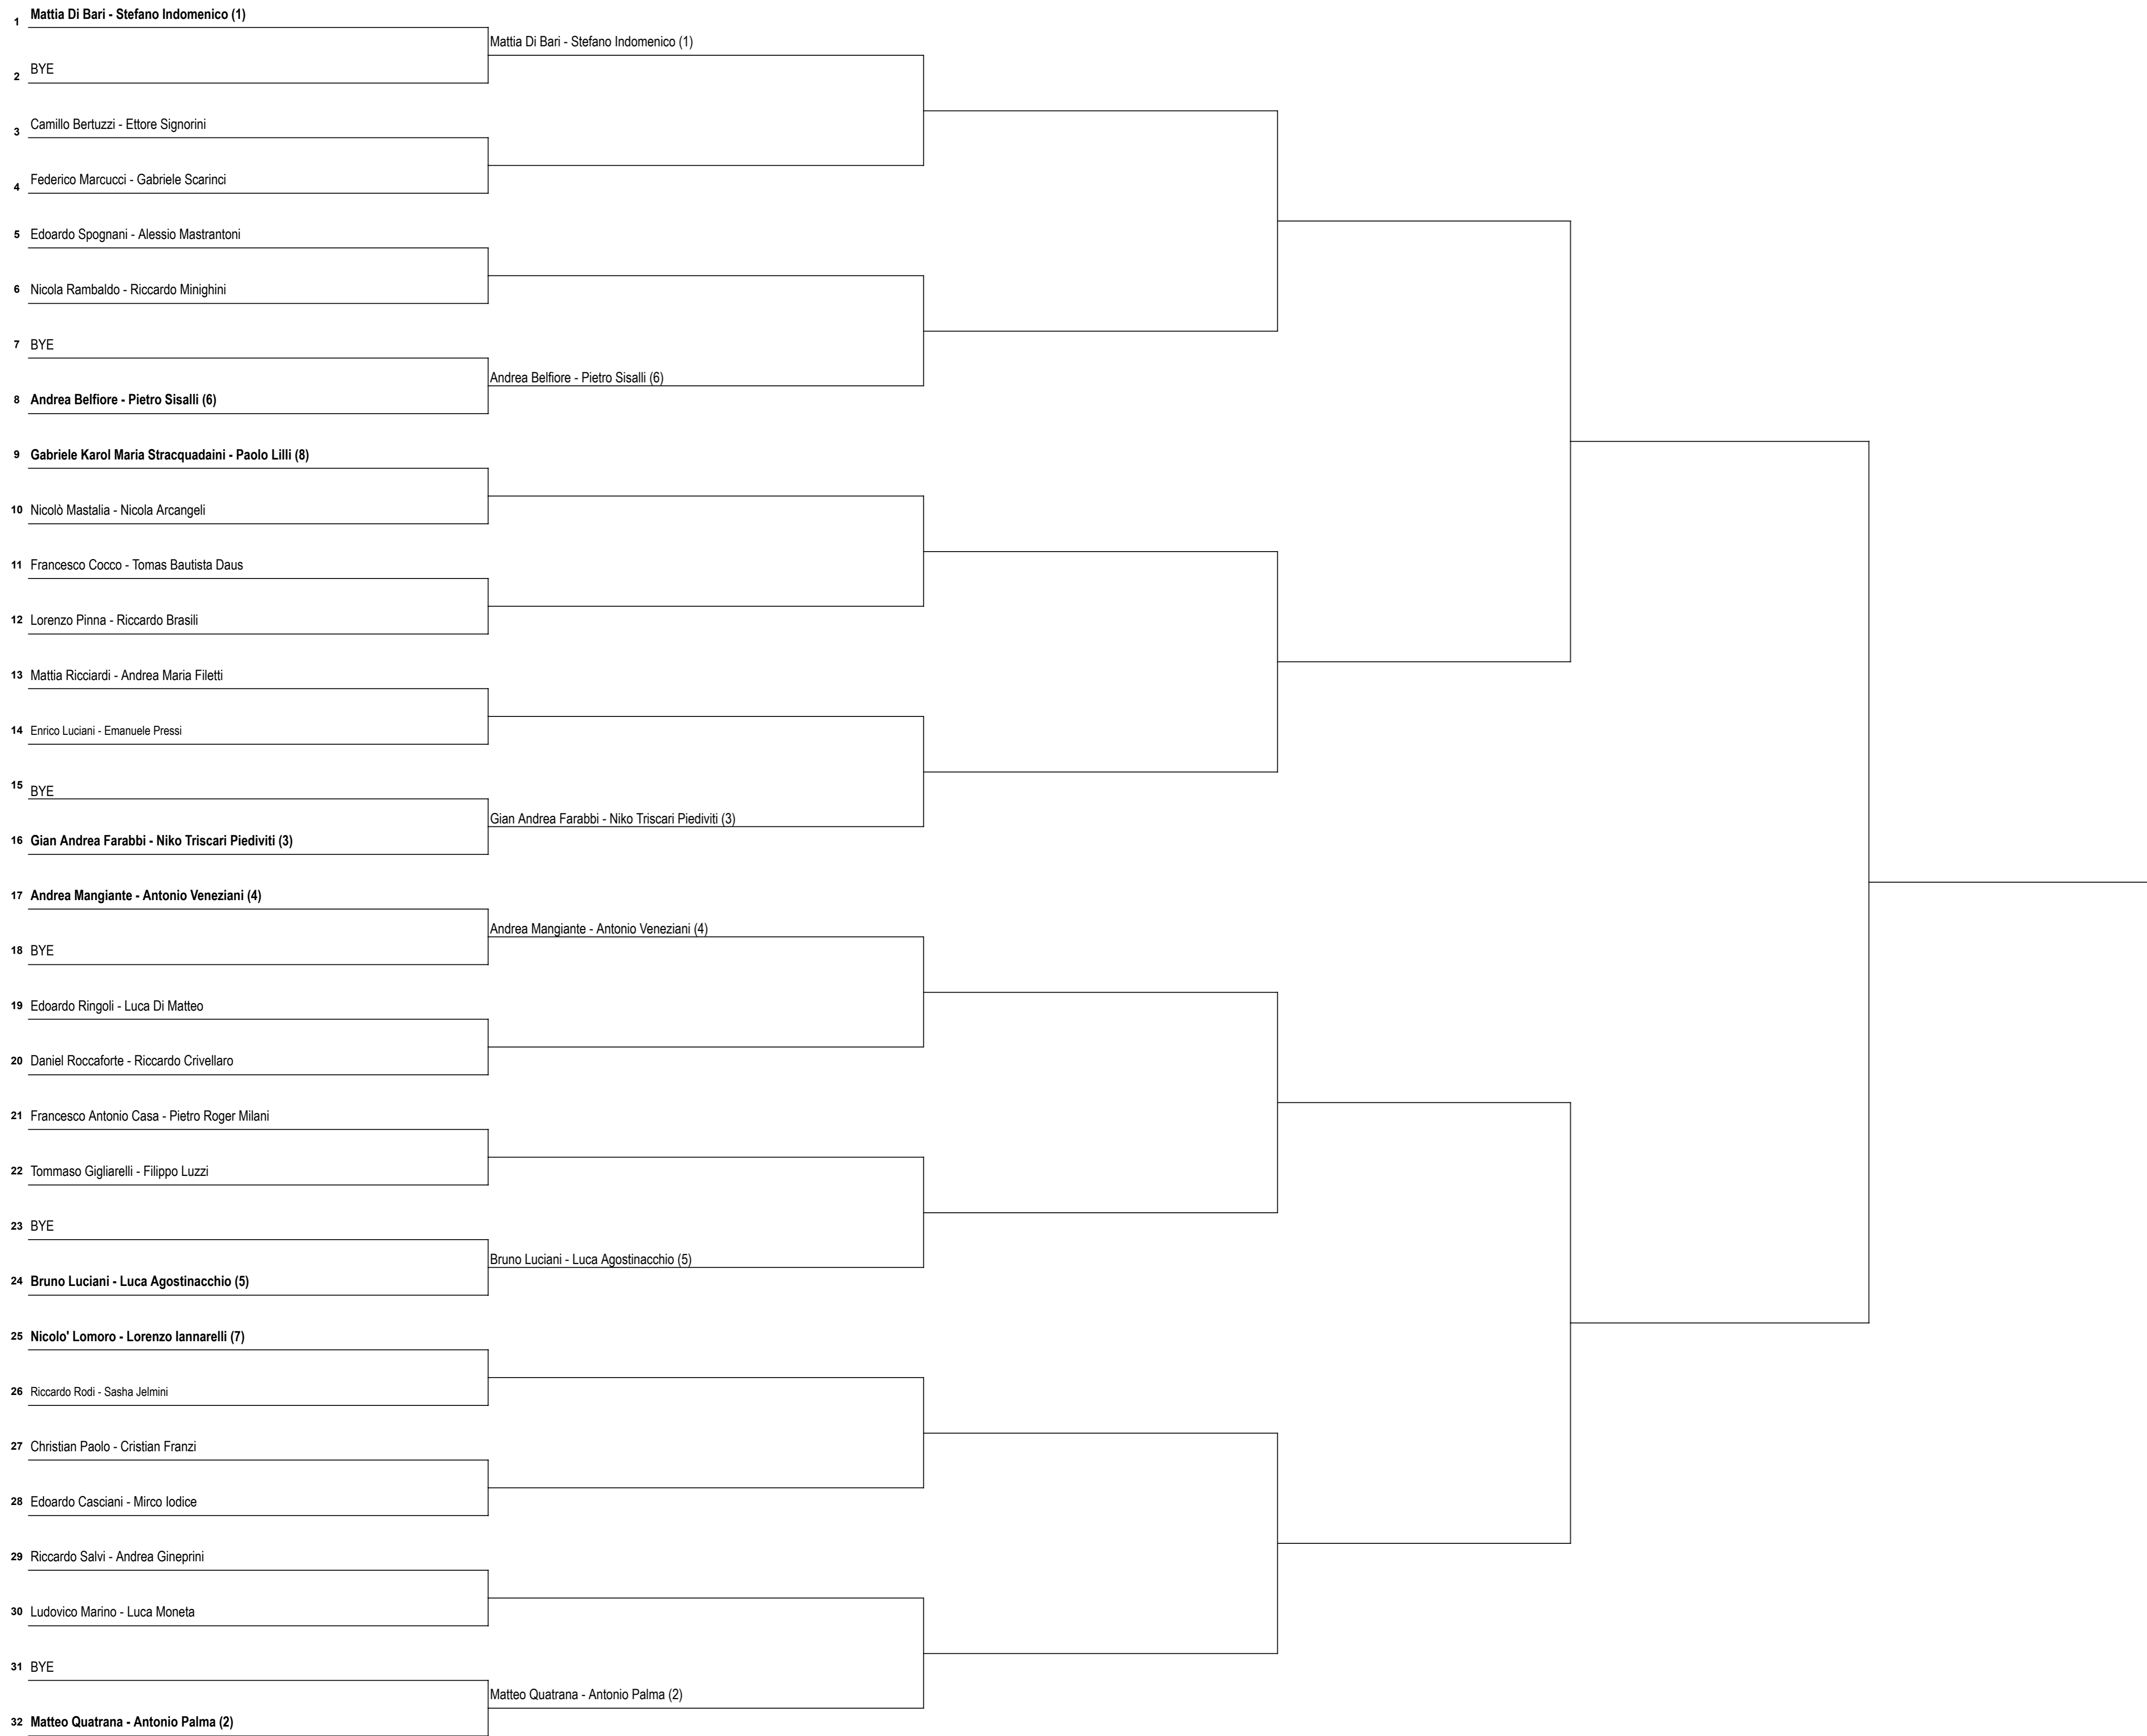 1 Mattia Di Bari - Stefano Indomenico (1)
Mattia Di Bari - Stefano Indomenico (1)
2 BYE
3 Camillo Bertuzzi - Ettore Signorini
4 Federico Marcucci - Gabriele Scarinci
5 Edoardo Spognani - Alessio Mastrantoni
6 Nicola Rambaldo - Riccardo Minighini
7 BYE
Andrea Belfiore - Pietro Sisalli (6)
8 Andrea Belfiore - Pietro Sisalli (6)
9 Gabriele Karol Maria Stracquadaini - Paolo Lilli (8)
10 Nicolò Mastalia - Nicola Arcangeli
11 Francesco Cocco - Tomas Bautista Daus
12 Lorenzo Pinna - Riccardo Brasili
13 Mattia Ricciardi - Andrea Maria Filetti
14 Enrico Luciani - Emanuele Pressi
15 BYE
Gian Andrea Farabbi - Niko Triscari Piediviti (3)
16 Gian Andrea Farabbi - Niko Triscari Piediviti (3)
17 Andrea Mangiante - Antonio Veneziani (4)
Andrea Mangiante - Antonio Veneziani (4)
18 BYE
19 Edoardo Ringoli - Luca Di Matteo
20 Daniel Roccaforte - Riccardo Crivellaro
21 Francesco Antonio Casa - Pietro Roger Milani
22 Tommaso Gigliarelli - Filippo Luzzi
23 BYE
Bruno Luciani - Luca Agostinacchio (5)
24 Bruno Luciani - Luca Agostinacchio (5)
25 Nicolo' Lomoro - Lorenzo Iannarelli (7)
26 Riccardo Rodi - Sasha Jelmini
27 Christian Paolo - Cristian Franzi
28 Edoardo Casciani - Mirco Iodice
29 Riccardo Salvi - Andrea Gineprini
30 Ludovico Marino - Luca Moneta
31 BYE
Matteo Quatrana - Antonio Palma (2)
32 Matteo Quatrana - Antonio Palma (2)